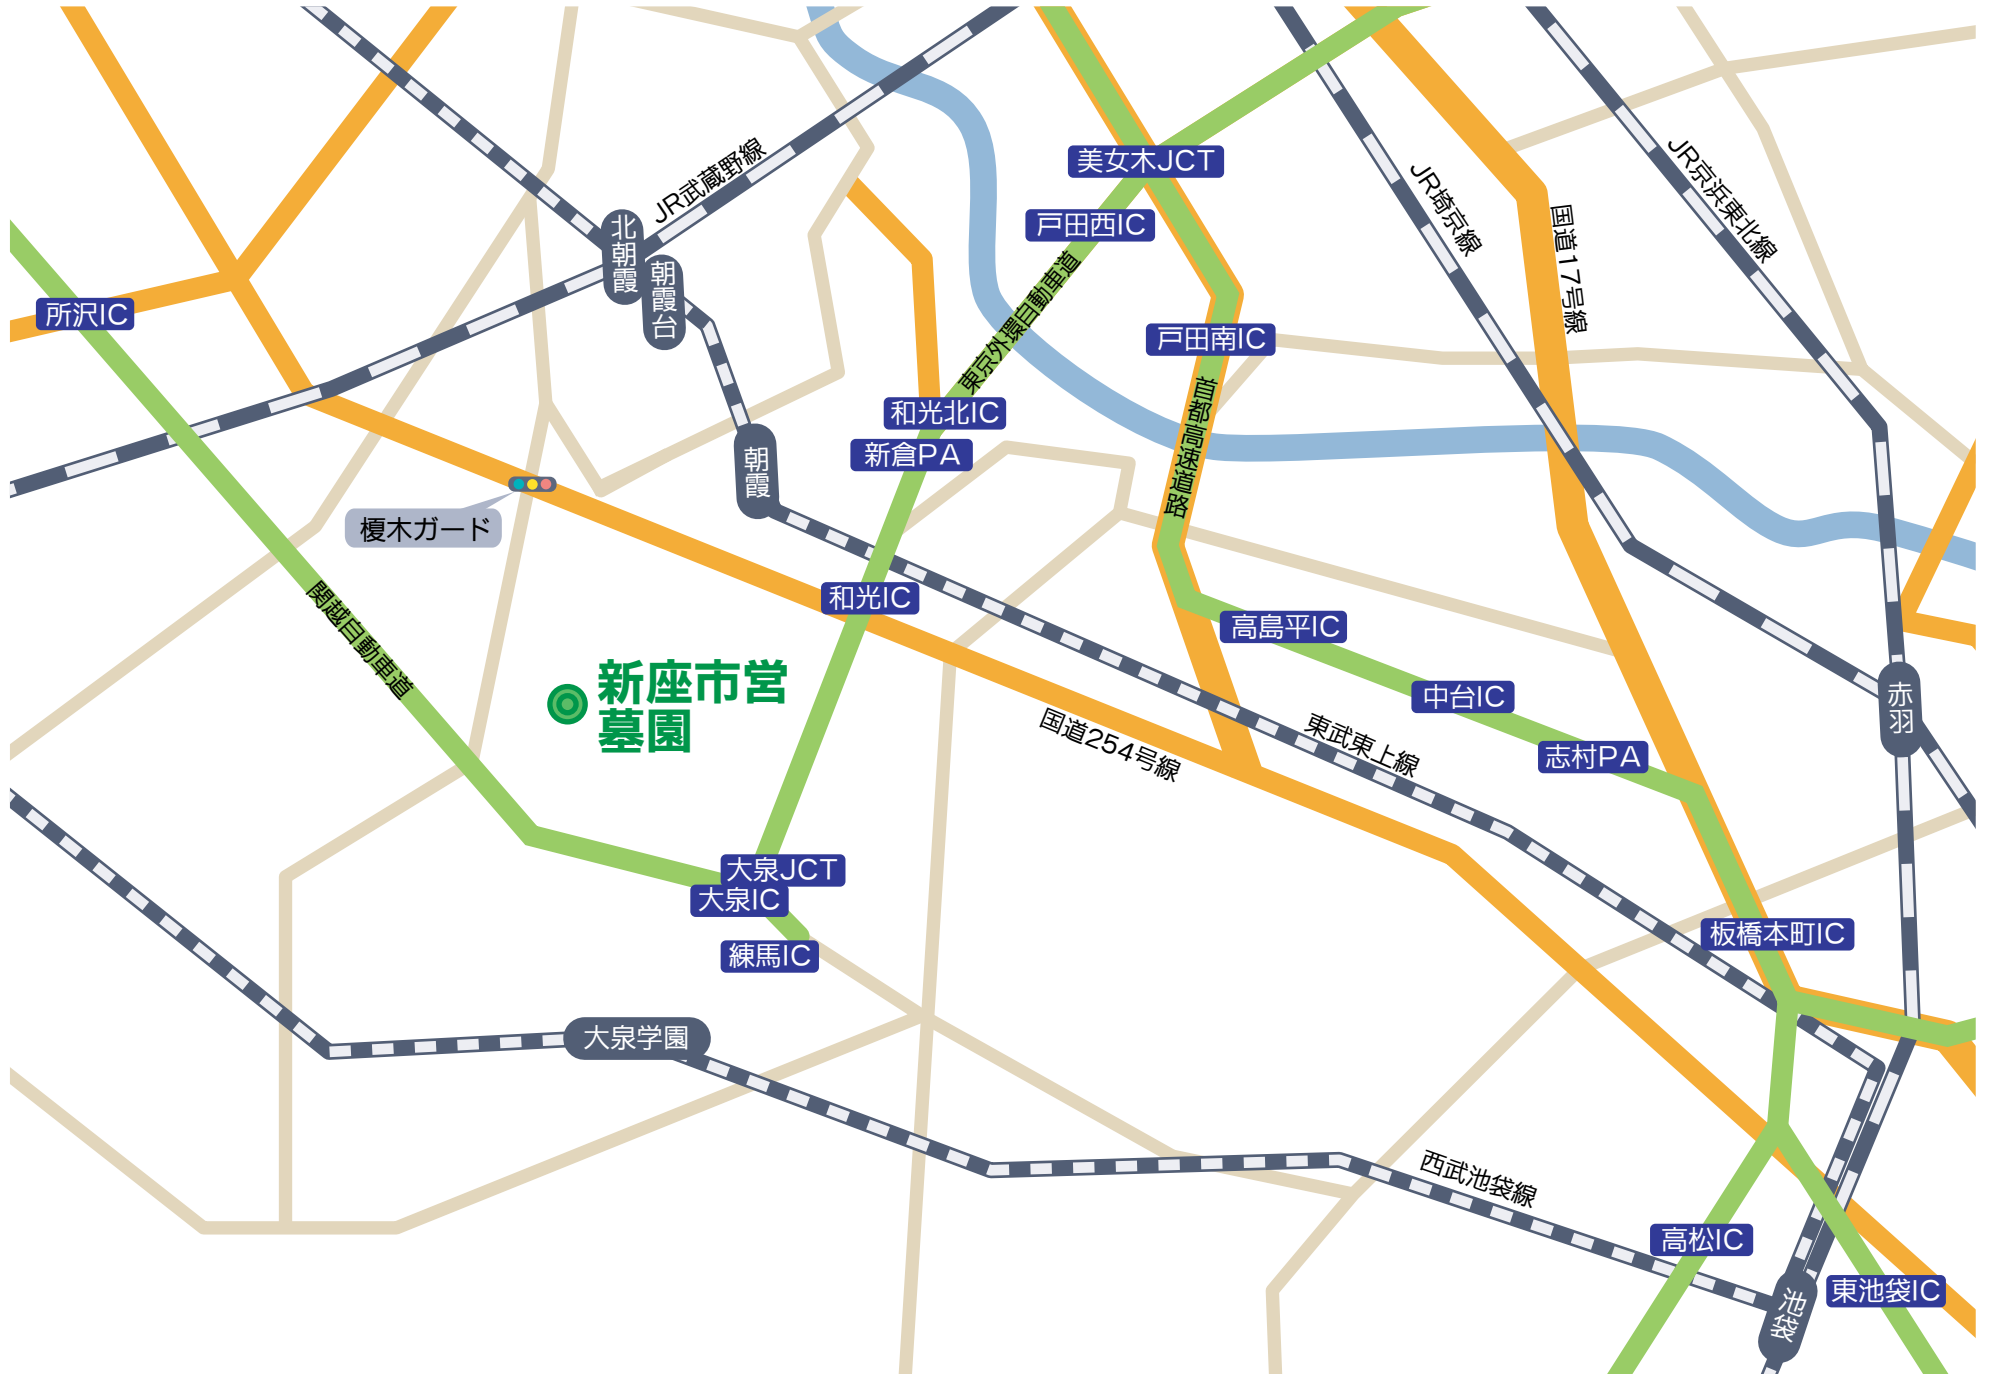 JR武蔵野線
美女木JCT
JR埼京線
JR京浜東北線
国道17号線
北朝霞
戸田西IC
朝霞台
所沢IC
東京外環自動車道
戸田南IC
首都高速道路
和光北IC
新倉PA
朝霞
榎木ガード
関越自動車道
和光IC
高島平IC
新座市営
墓園
国道254号線
東武東上線
中台IC
赤羽
志村PA
大泉JCT
大泉IC
練馬IC
板橋本町IC
大泉学園
西武池袋線
高松IC
東池袋IC
池袋